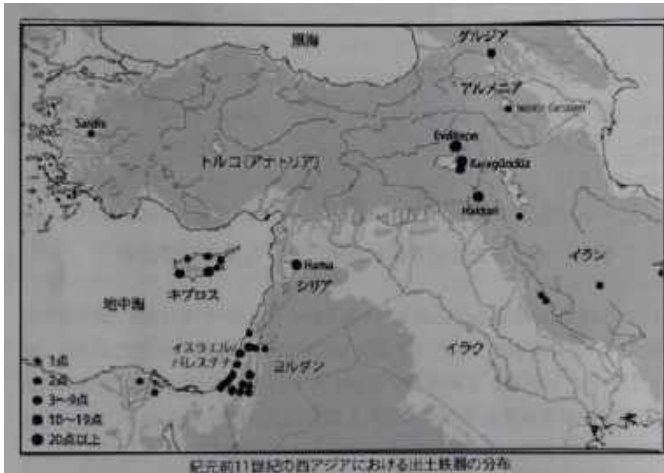 黒海
グルジア
アルメニア
Sardis
Evditepe
Karagündüz
トルコ(アナトリア)
Hakkari
イラン
Hama
シリア
地中海
キプロス
イスラエル
パレスチナ
ヨルダン
イラク
1点
2点
3〜9点
10〜19点
20点以上
紀元前11世紀の西アジアにおける出土鉄器の分布